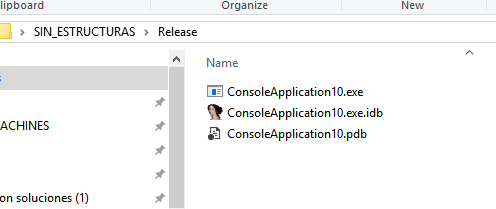 lipboard
Organize
New
SIN_ESTRUCTURAS > Release
Name
s
ConsoleApplication10.exe
ConsoleApplication10.exe.idb
ACHINES
ConsoleApplication10.pdb
on soluciones (1)